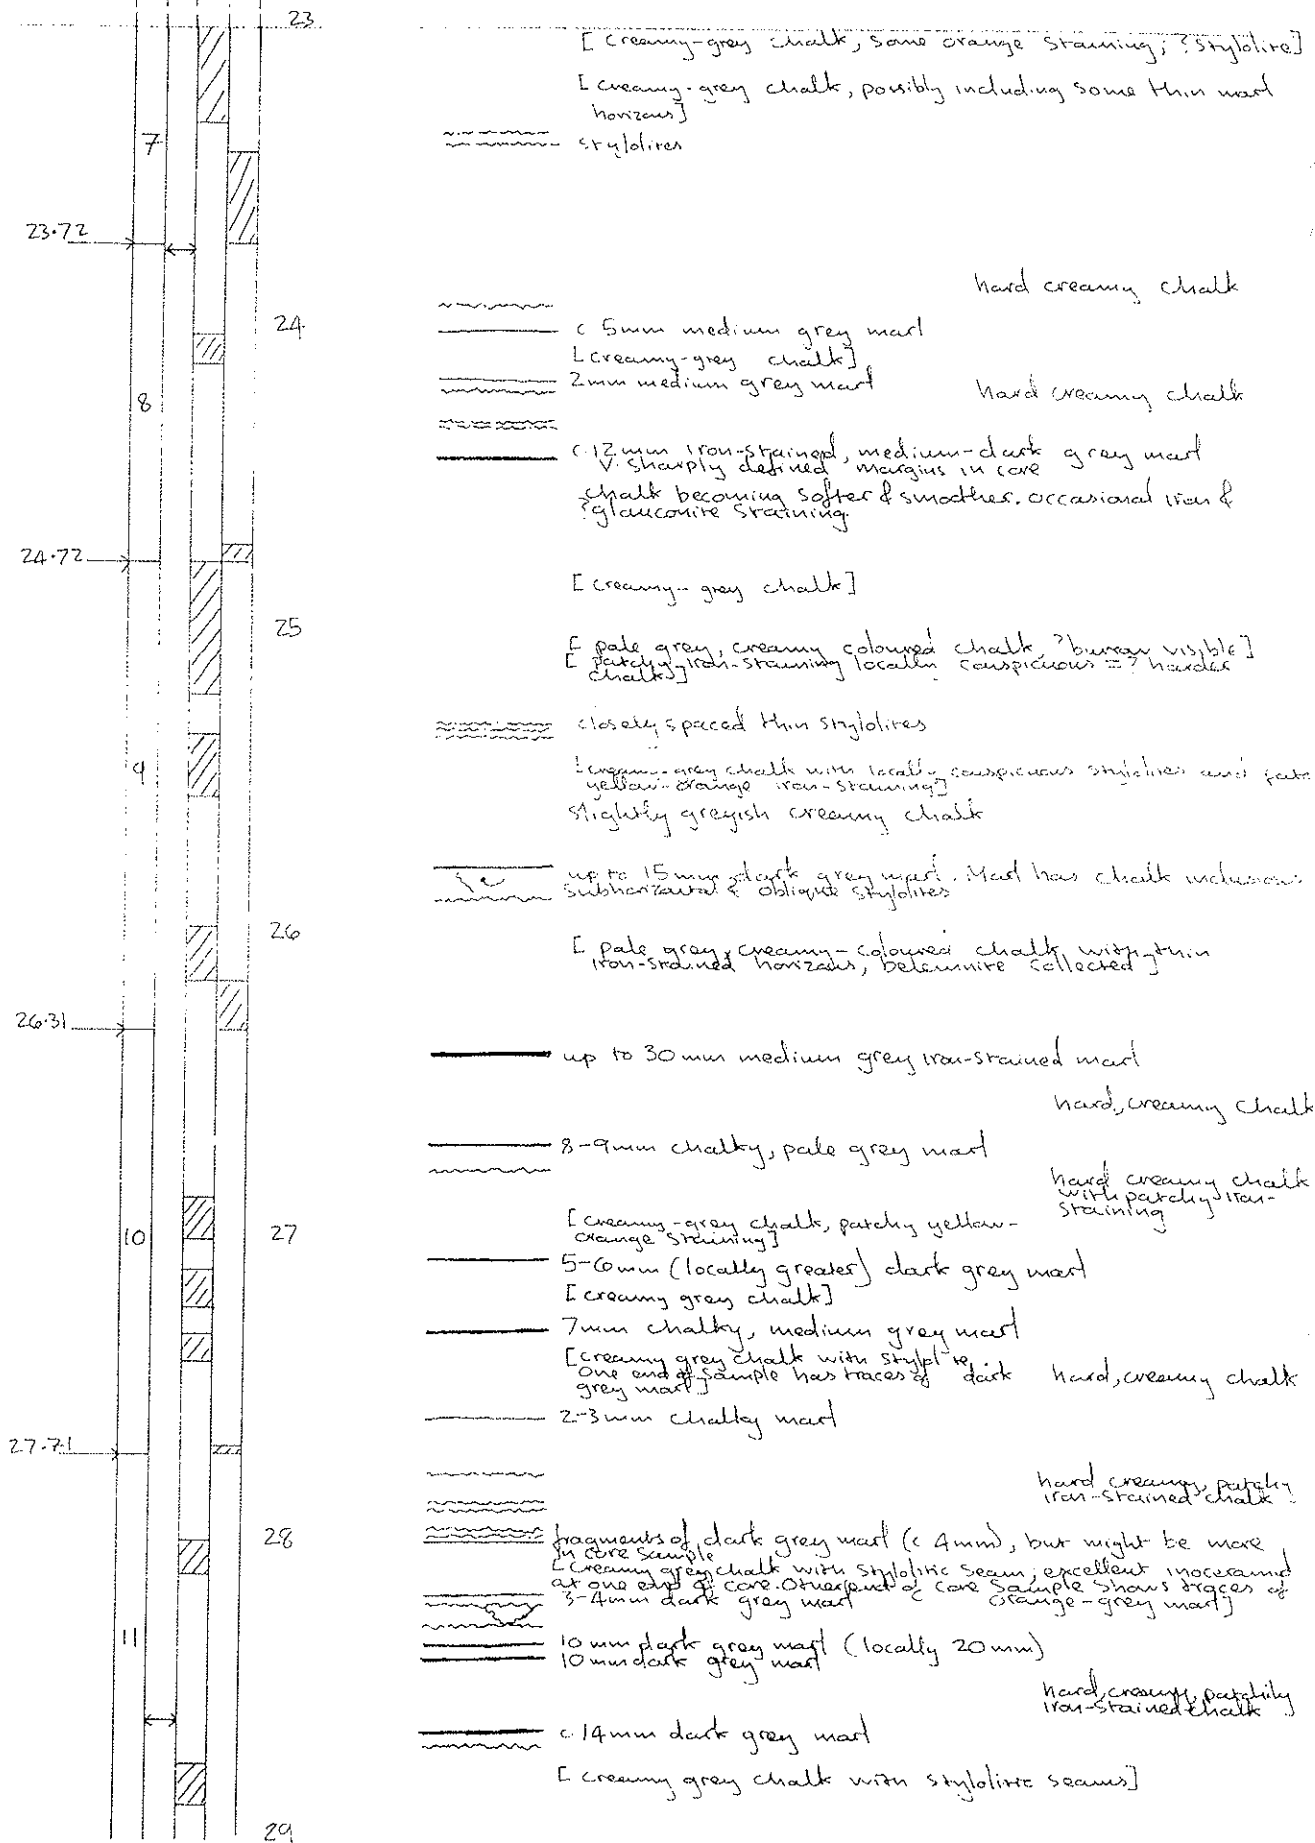 23
[creamy-grey chalk, some orange staining; ?stylolite]
[creamy-grey chalk, possibly including some thin marl
horizons]
7
stylolites
23.72
hard creamy chalk
24
c 5mm medium grey marl
[creamy-grey chalk]
2mm medium grey marl
hard creamy chalk
8
c.12mm iron-stained, medium-dark grey marl
v. sharply defined margins in core
chalk becoming softer & smoother. occasional iron &
?glauconite staining.
24.72
[creamy-grey chalk]
25
[pale grey, creamy coloured chalk, ?burrow visible]
[patchy iron-staining locally conspicuous = ? harder
chalks]
closely spaced thin stylolites
9
[creamy-grey chalk with locally conspicuous stylolites and
yellow-orange iron-staining]
slightly greyish creamy chalk
up to 15mm dark grey marl. Marl has chalk inclusions
subhorizontal & oblique stylolites
26
[pale grey, creamy-coloured chalk with thin
iron-stained horizons, belemnite collected]
26.31
up to 30mm medium grey iron-stained marl
hard, creamy chalk
8-9mm chalky, pale grey marl
hard creamy chalk
with patchy iron-
staining
[creamy-grey chalk, patchy yellow-
orange staining]
10
27
5-6mm (locally greater) dark grey marl
[creamy grey chalk]
7mm chalky, medium grey marl
[creamy grey chalk with stylolite.
One end of sample has traces of dark
grey marl]
hard, creamy chalk
2-3mm chalky marl
27.71
hard creamy, patchy
iron-stained chalk
28
fragments of dark grey marl (c 4mm), but might be more
in core sample
[creamy grey chalk with stylolitic seam; excellent inoceramid
at one end of core. Other end of core sample shows traces of
orange-grey marl]
3-4mm dark grey marl
11
10mm dark grey marl (locally 20mm)
10mm dark grey marl
hard, creamy, patchily
iron-stained chalk
c.14mm dark grey marl
[creamy grey chalk with stylolitic seams]
29